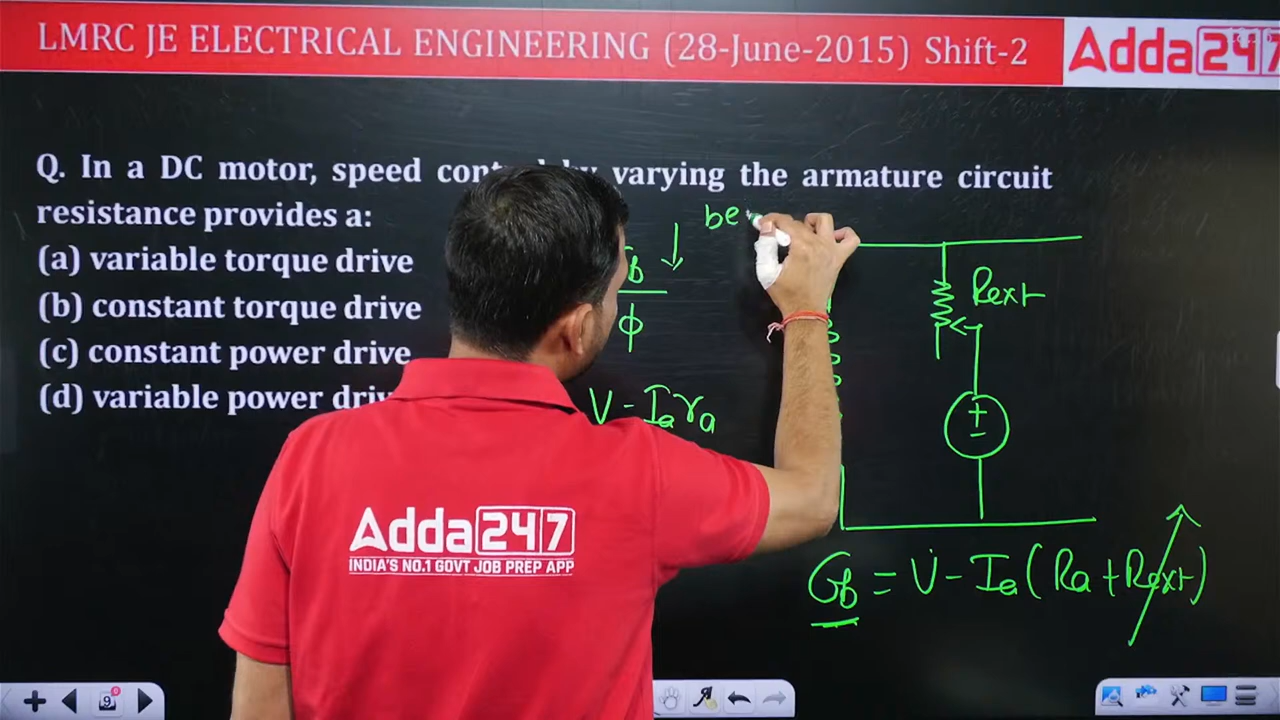 LMRC JE ELECTRICAL ENGINEERING (28-June-2015) Shift-2
Adda247
Q. In a DC motor, speed by varying the armature circuit
resistance provides a:
(a) variable torque drive
(b) constant torque drive
(c) constant power drive
(d) variable power
be
ϕ
Rext
V - Iara
+
-
Adda247
INDIA'S NO.1 GOVT JOB PREP APP
= V - Ia (Ra + Rext)
9